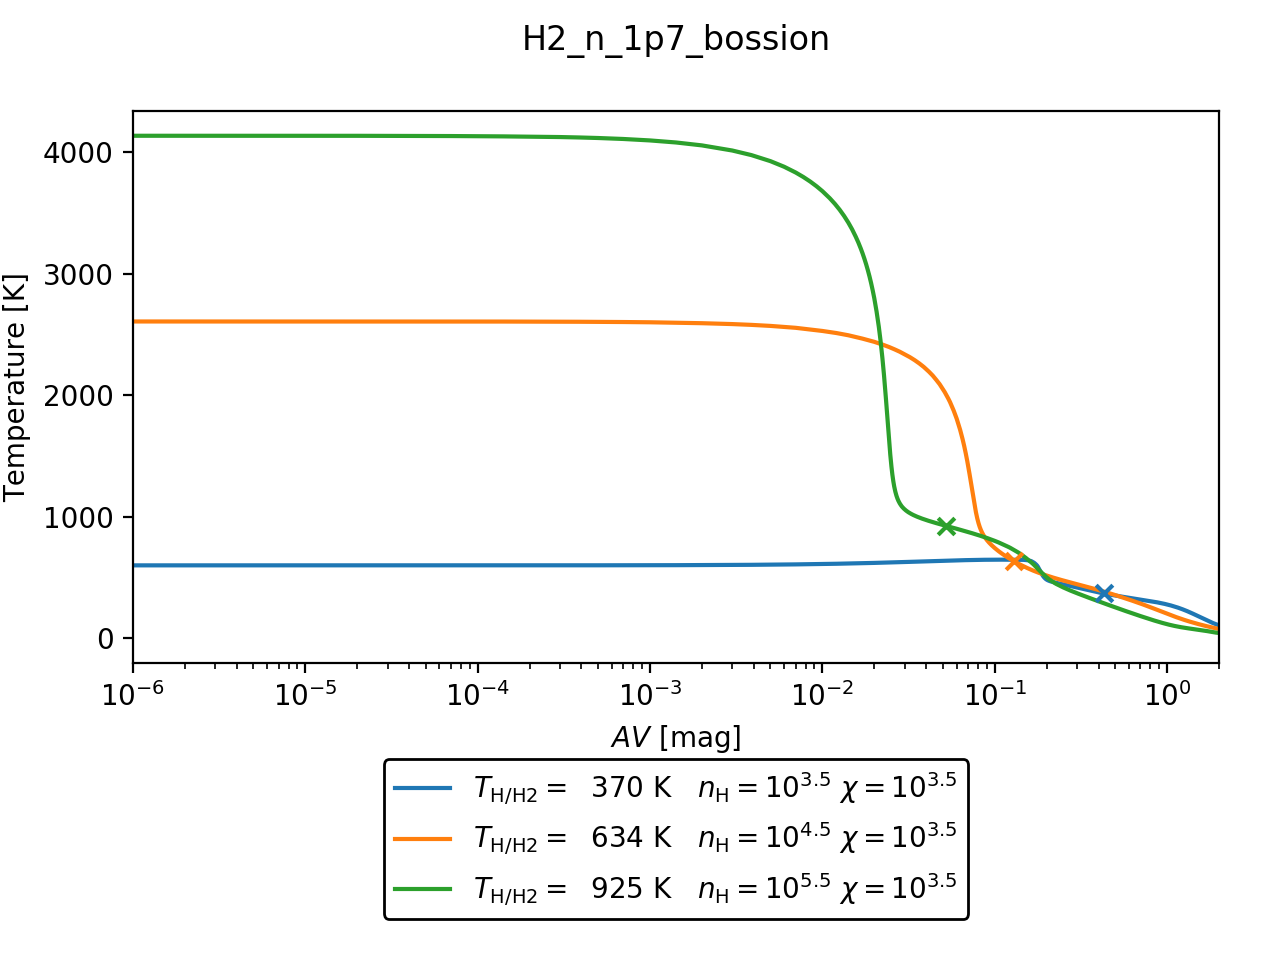 H2_n_1p7_bossion
Temperature [K]
4000
3000
2000
1000
0
10⁻⁶ 10⁻⁵ 10⁻⁴ 10⁻³ 10⁻² 10⁻¹ 10⁰
AV [mag]
T_H/H2 = 370 K n_H = 10^3.5 χ = 10^3.5
T_H/H2 = 634 K n_H = 10^4.5 χ = 10^3.5
T_H/H2 = 925 K n_H = 10^5.5 χ = 10^3.5